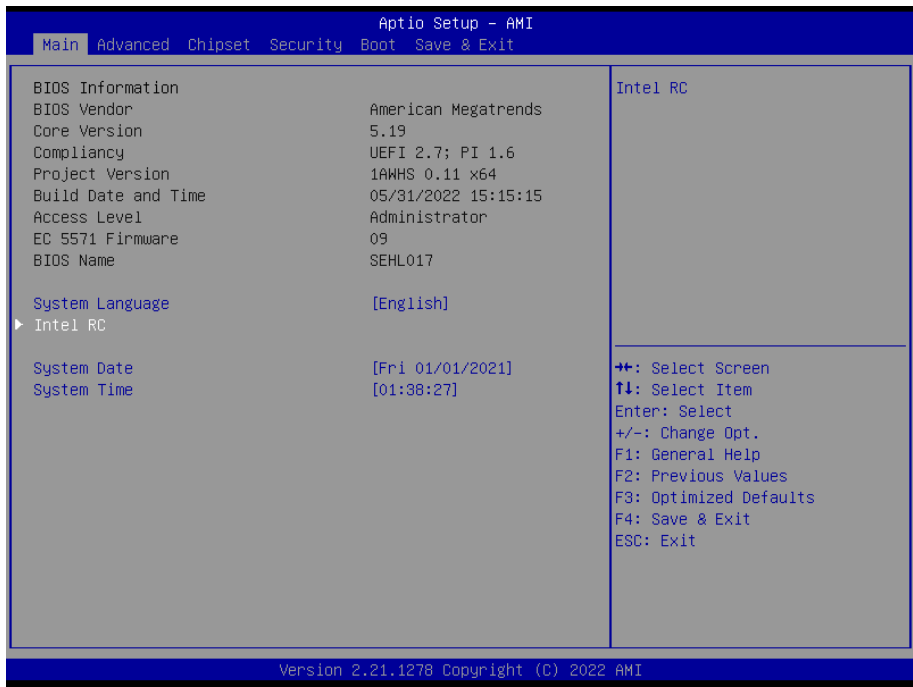 Aptio Setup – AMI
Main Advanced Chipset Security Boot Save & Exit
BIOS Information
BIOS Vendor American Megatrends
Core Version 5.19
Compliancy UEFI 2.7; PI 1.6
Project Version 1AWHS 0.11 x64
Build Date and Time 05/31/2022 15:15:15
Access Level Administrator
EC 5571 Firmware 09
BIOS Name SEHL017
System Language [English]
Intel RC
System Date [Fri 01/01/2021]
System Time [01:38:27]
Intel RC
→←: Select Screen
↑↓: Select Item
Enter: Select
+/-: Change Opt.
F1: General Help
F2: Previous Values
F3: Optimized Defaults
F4: Save & Exit
ESC: Exit
Version 2.21.1278 Copyright (C) 2022 AMI